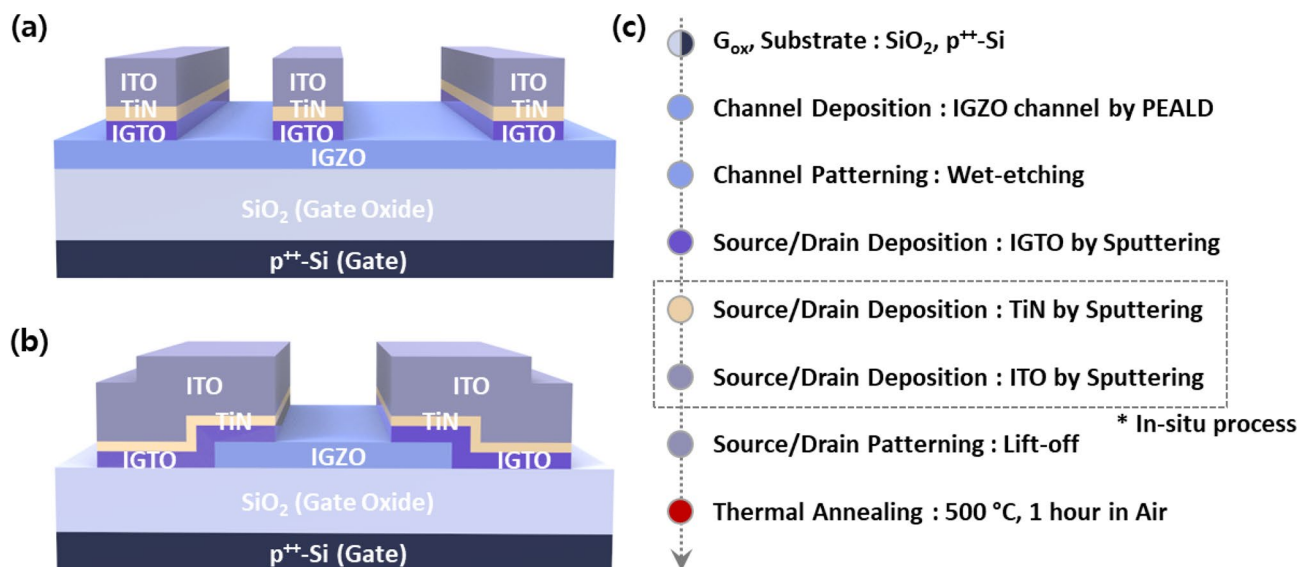 (a)
ITO ITO ITO
TiN TiN TiN
IGTO IGTO IGTO
IGZO
SiO₂ (Gate Oxide)
p⁺⁺-Si (Gate)
(b)
ITO ITO
TiN TiN
IGTO IGZO IGTO
SiO₂ (Gate Oxide)
p⁺⁺-Si (Gate)
(c)
Gₒₓ, Substrate : SiO₂, p⁺⁺-Si
Channel Deposition : IGZO channel by PEALD
Channel Patterning : Wet-etching
Source/Drain Deposition : IGTO by Sputtering
Source/Drain Deposition : TiN by Sputtering
Source/Drain Deposition : ITO by Sputtering
* In-situ process
Source/Drain Patterning : Lift-off
Thermal Annealing : 500 °C, 1 hour in Air